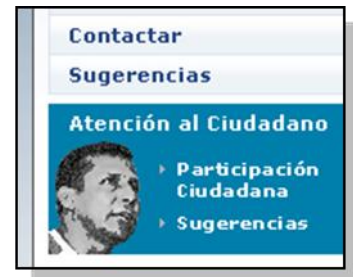 Contactar
Sugerencias
Atención al Ciudadano
Participación
Ciudadana
Sugerencias